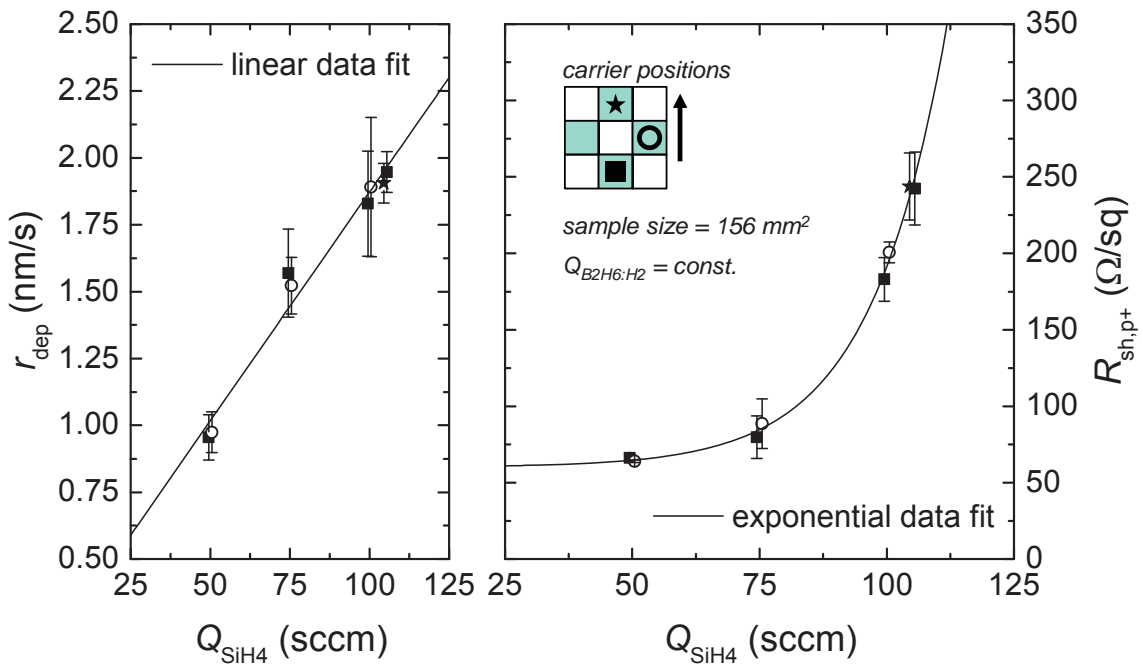 2.50
2.25
2.00
1.75
1.50
1.25
1.00
0.75
0.50
r_dep (nm/s)
linear data fit
25 50 75 100 125
Q_SiH4 (sccm)
carrier positions
sample size = 156 mm²
Q_B2H6:H2 = const.
exponential data fit
350
300
250
200
150
100
50
0
R_sh,p+ (Ω/sq)
25 50 75 100 125
Q_SiH4 (sccm)